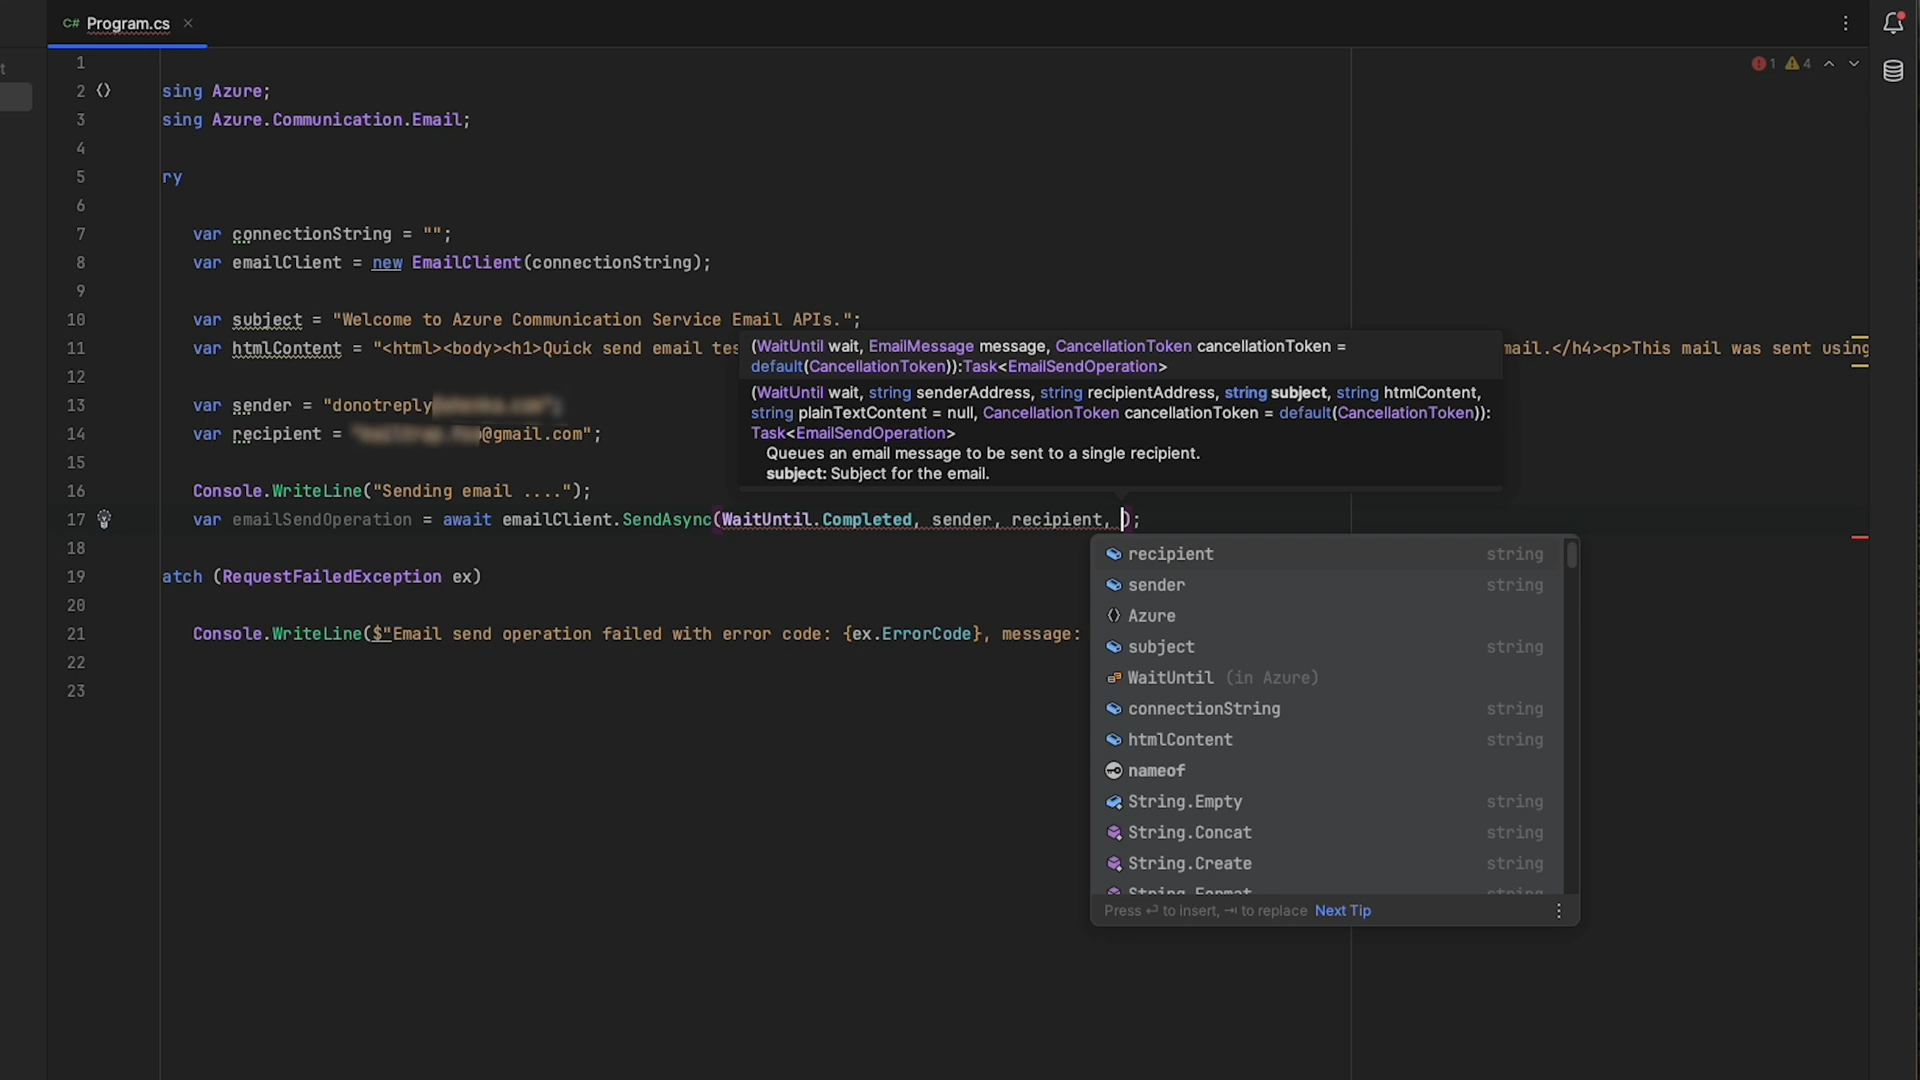 C# Program.cs
t
1 4
1
2 sing Azure;
3 sing Azure.Communication.Email;
4
5 ry
6
7 var connectionString = "";
8 var emailClient = new EmailClient(connectionString);
9
10 var subject = "Welcome to Azure Communication Service Email APIs.";
11 var htmlContent = "<html><body><h1>Quick send email tes mail.</h4><p>This mail was sent using
(WaitUntil wait, EmailMessage message, CancellationToken cancellationToken =
default(CancellationToken)):Task<EmailSendOperation>
(WaitUntil wait, string senderAddress, string recipientAddress, string subject, string htmlContent,
string plainTextContent = null, CancellationToken cancellationToken = default(CancellationToken)):
Task<EmailSendOperation>
Queues an email message to be sent to a single recipient.
subject: Subject for the email.
12
13 var sender = "donotreply
14 var recipient = @gmail.com";
15
16 Console.WriteLine("Sending email ....");
17 var emailSendOperation = await emailClient.SendAsync(WaitUntil.Completed, sender, recipient, );
18
19 atch (RequestFailedException ex)
20
21 Console.WriteLine($"Email send operation failed with error code: {ex.ErrorCode}, message:
22
23
recipient string
sender string
Azure
subject string
WaitUntil (in Azure)
connectionString string
htmlContent string
nameof
String.Empty string
String.Concat string
String.Create string
String.Format string
Press ⏎ to insert, ⇥ to replace Next Tip